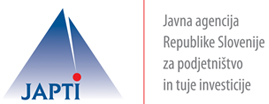 JAPTI
Javna agencija
Republike Slovenije
za podjetništvo
in tuje investicije